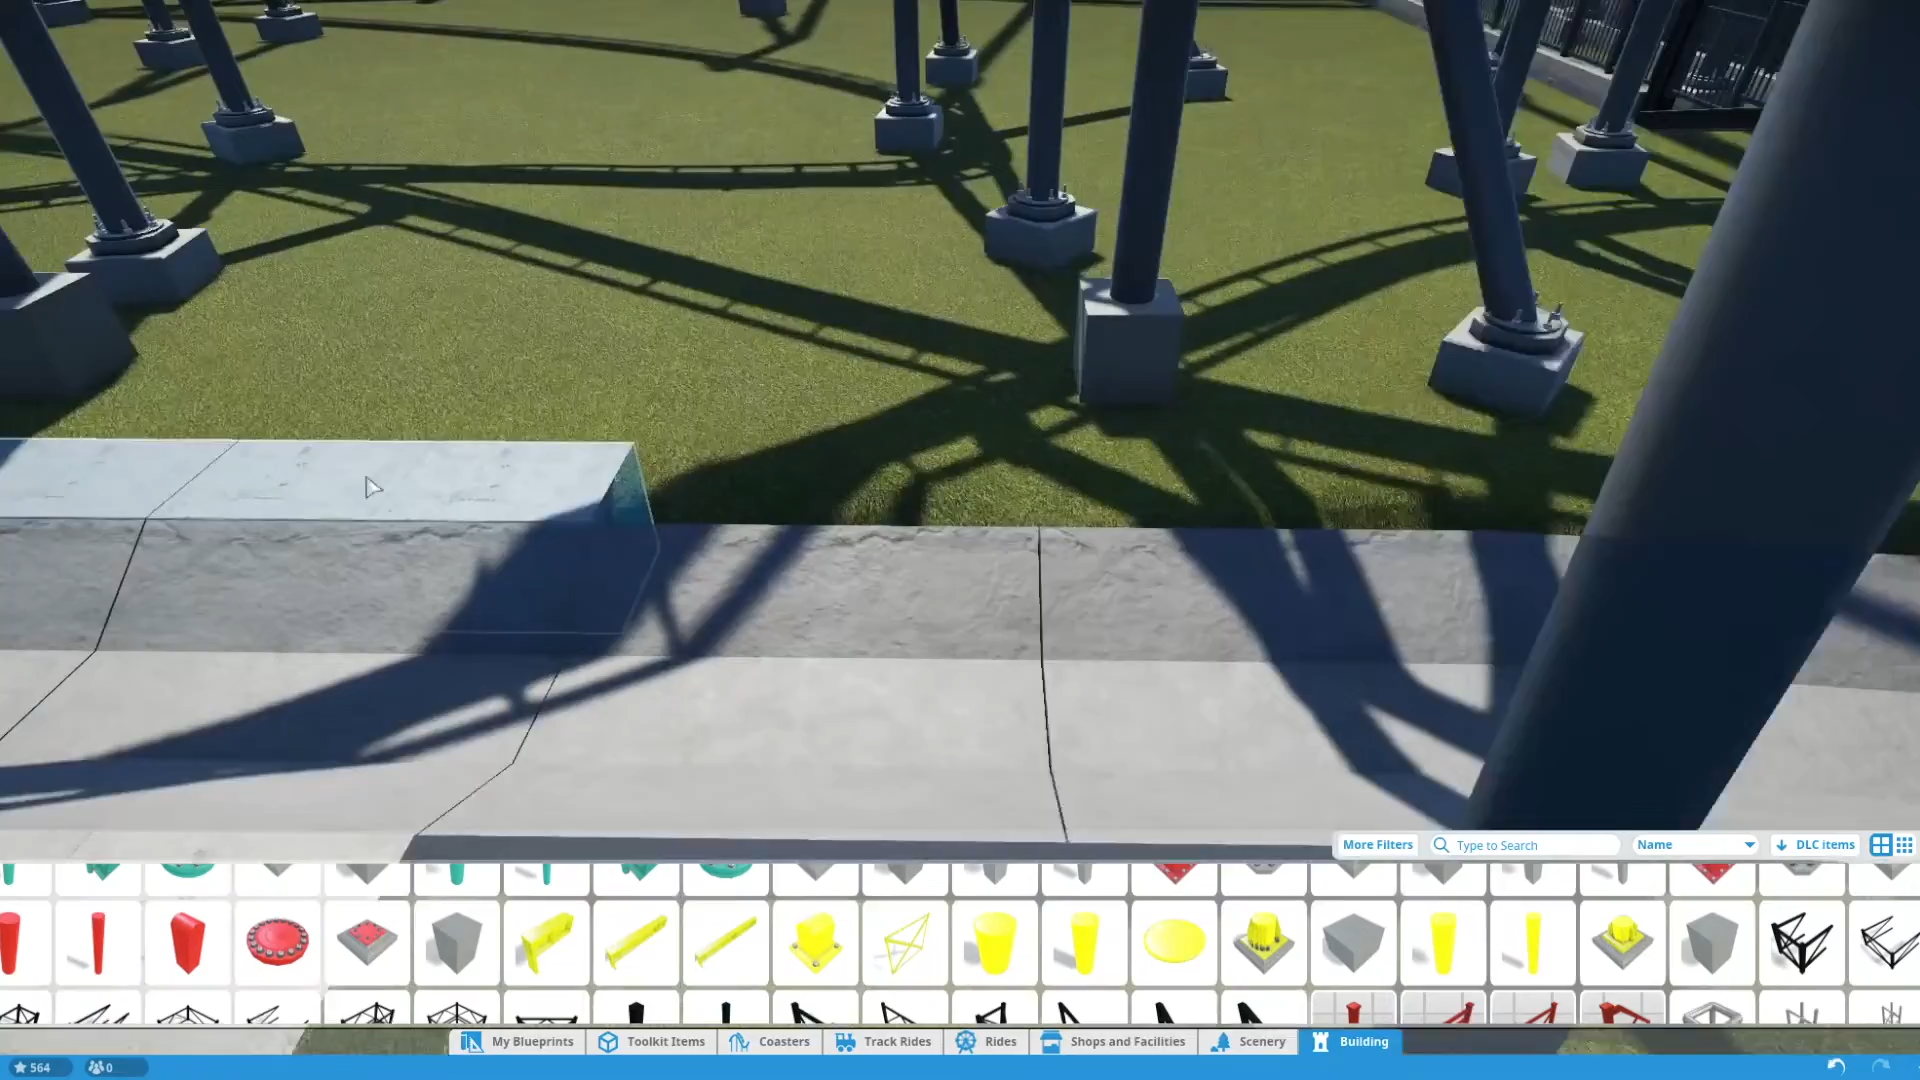 More Filters
Type to Search
Name
DLC items
My Blueprints
Toolkit Items
Coasters
Track Rides
Rides
Shops and Facilities
Scenery
Building
564
0